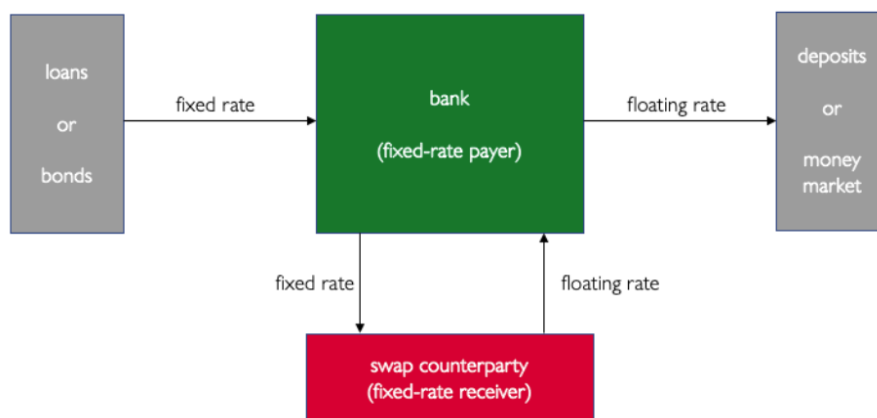 loans
or
bonds
fixed rate
bank
(fixed-rate payer)
floating rate
deposits
or
money
market
fixed rate
floating rate
swap counterparty
(fixed-rate receiver)